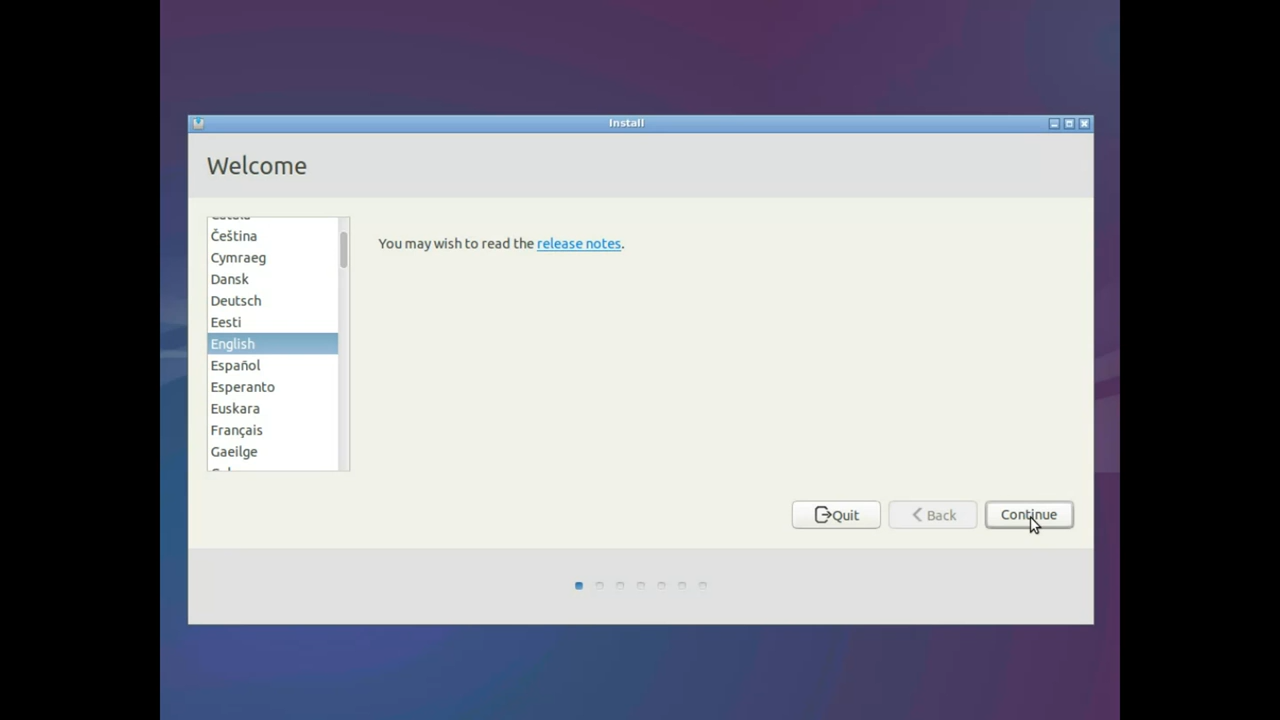 Install
Welcome
Čeština
Cymraeg
Dansk
Deutsch
Eesti
English
Español
Esperanto
Euskara
Français
Gaeilge
You may wish to read the release notes.
Quit
Back
Continue